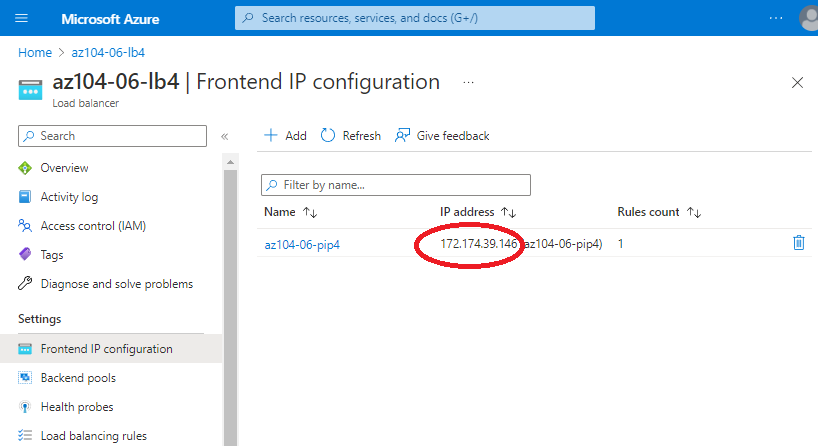 Microsoft Azure
Search resources, services, and docs (G+/)
...
Home > az104-06-lb4
az104-06-lb4 | Frontend IP configuration ...
Load balancer
Search
«
Add Refresh Give feedback
Overview
Activity log
Access control (IAM)
Tags
Diagnose and solve problems
Settings
Frontend IP configuration
Backend pools
Health probes
Load balancing rules
Filter by name...
Name IP address Rules count
az104-06-pip4 172.174.39.146 (az104-06-pip4) 1